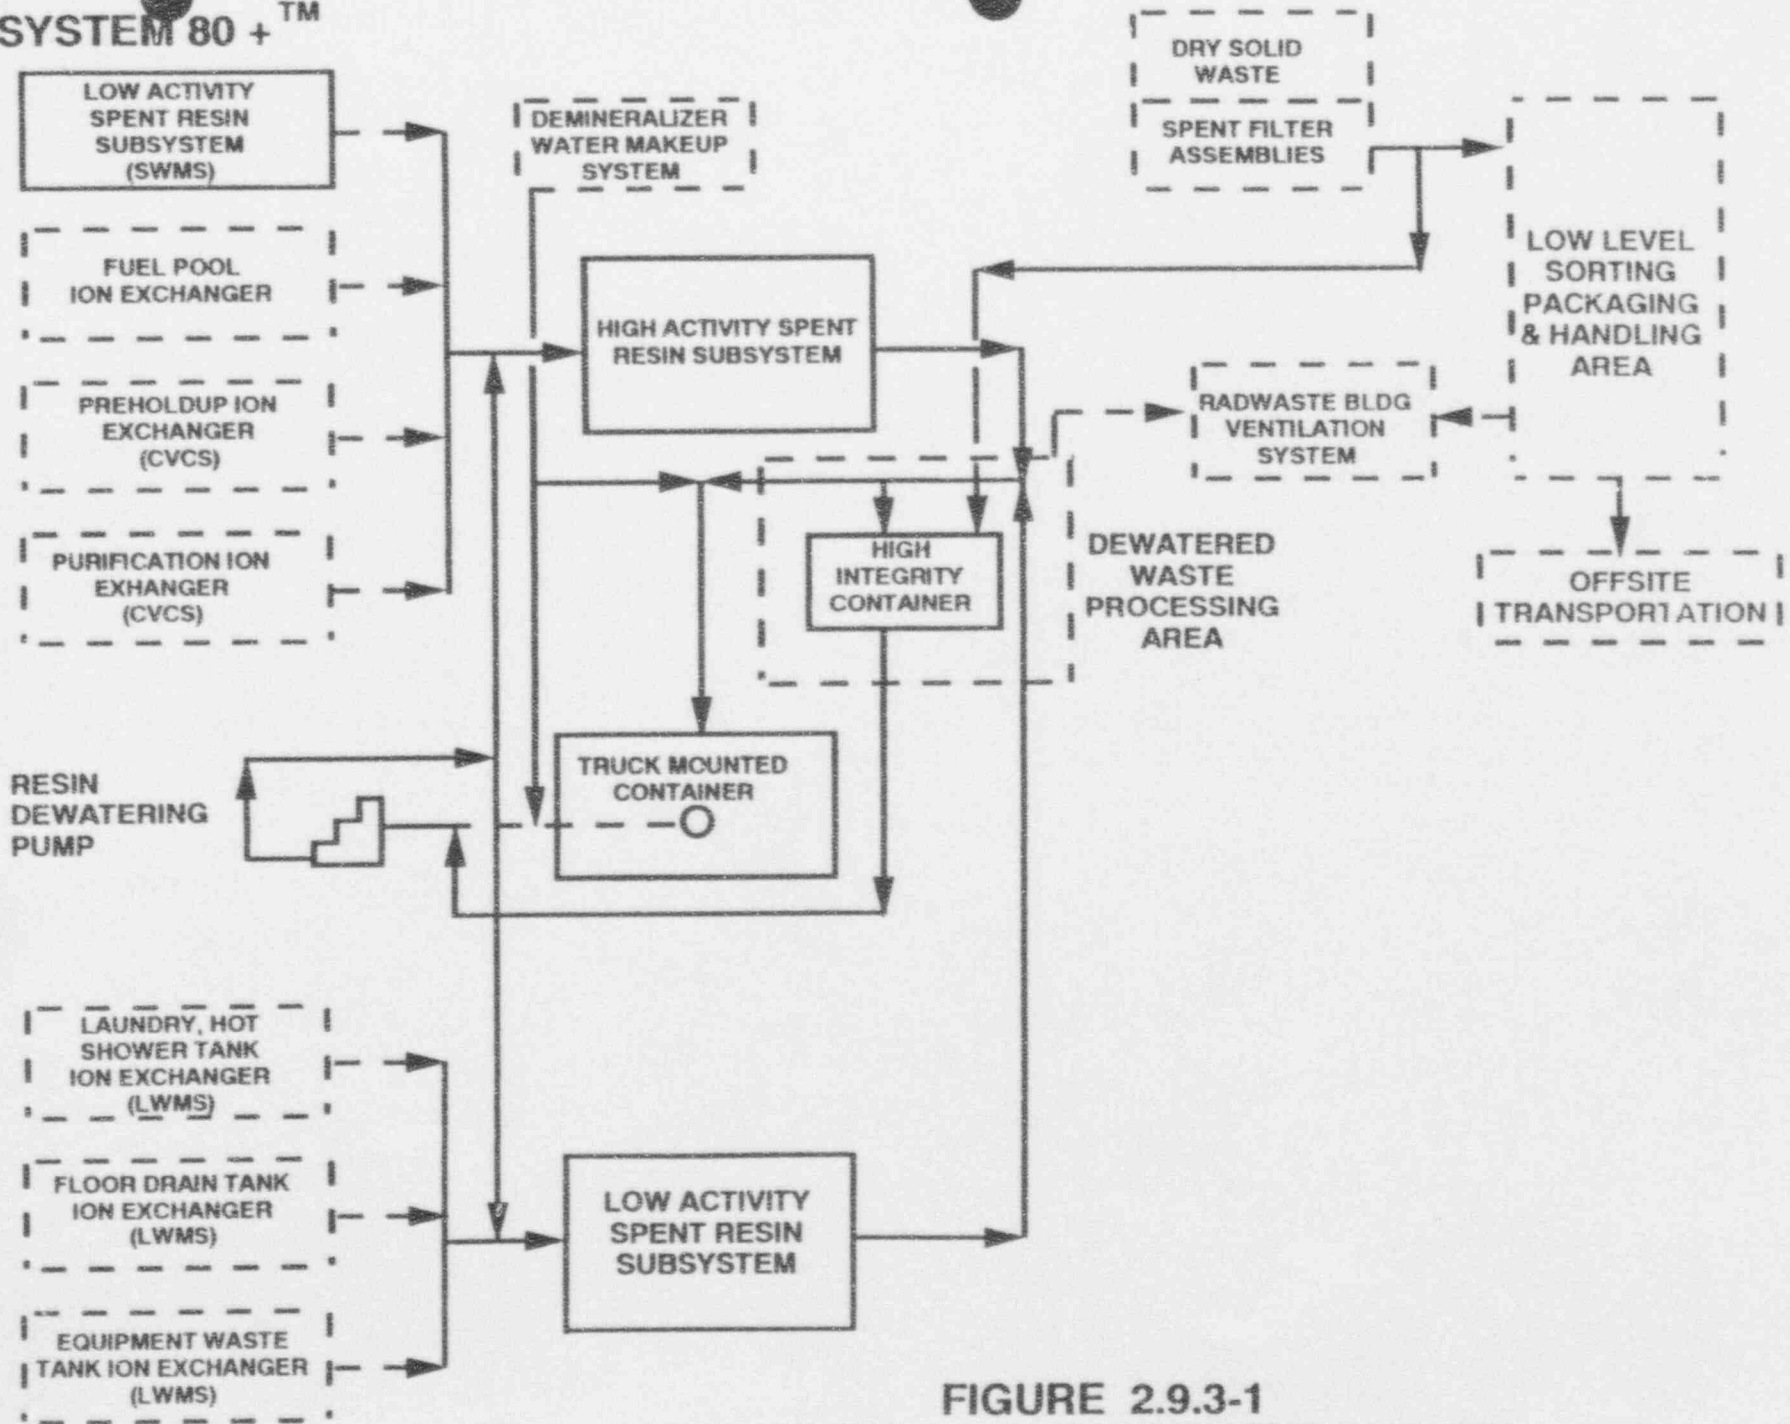 SYSTEM 80 + TM
LOW ACTIVITY
SPENT RESIN
SUBSYSTEM
(SWMS)
DEMINERALIZER
WATER MAKEUP
SYSTEM
DRY SOLID
WASTE
SPENT FILTER
ASSEMBLIES
FUEL POOL
ION EXCHANGER
HIGH ACTIVITY SPENT
RESIN SUBSYSTEM
LOW LEVEL
SORTING
PACKAGING
& HANDLING
AREA
PREHOLDUP ION
EXCHANGER
(CVCS)
RADWASTE BLDG
VENTILATION
SYSTEM
PURIFICATION ION
EXHANGER
(CVCS)
HIGH
INTEGRITY
CONTAINER
DEWATERED
WASTE
PROCESSING
AREA
OFFSITE
TRANSPORTATION
RESIN
DEWATERING
PUMP
TRUCK MOUNTED
CONTAINER
LAUNDRY, HOT
SHOWER TANK
ION EXCHANGER
(LWMS)
FLOOR DRAIN TANK
ION EXCHANGER
(LWMS)
LOW ACTIVITY
SPENT RESIN
SUBSYSTEM
EQUIPMENT WASTE
TANK ION EXCHANGER
(LWMS)
FIGURE 2.9.3-1